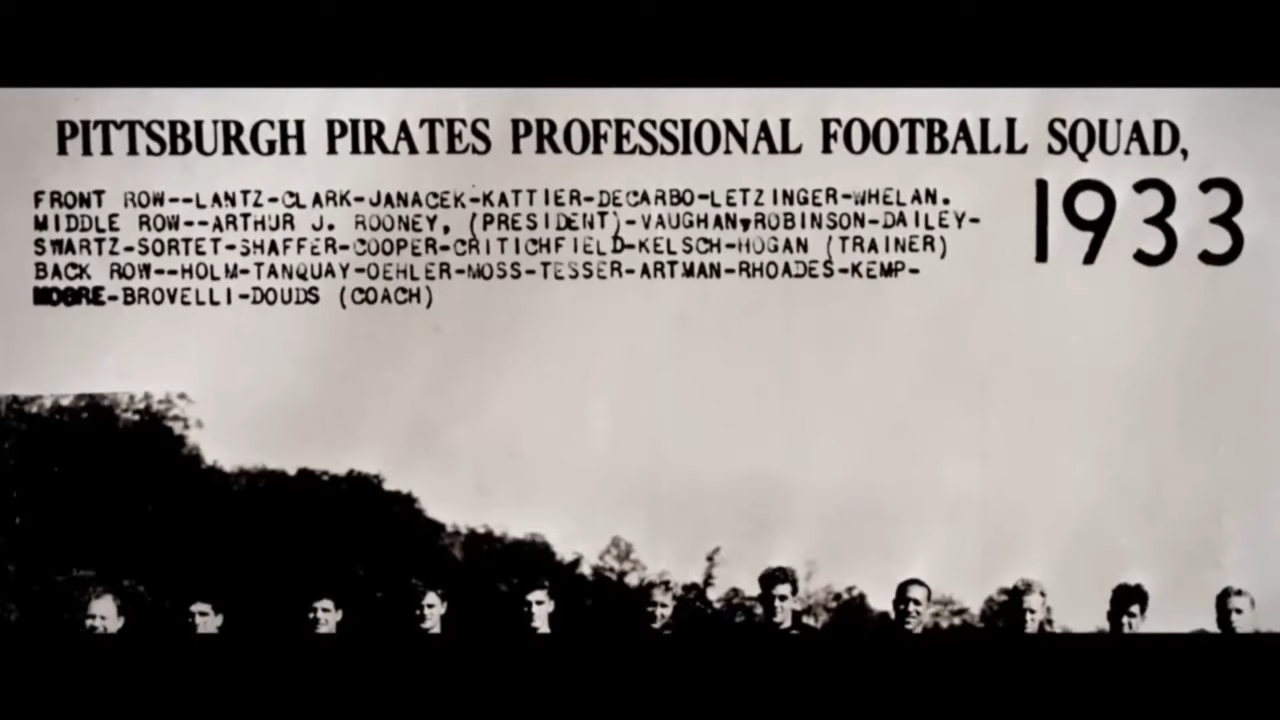 PITTSBURGH PIRATES PROFESSIONAL FOOTBALL SQUAD,
1933
FRONT ROW--LANTZ-CLARK-JANACEK-KATTIER-DECARBO-LETZINGER-WHELAN.
MIDDLE ROW--ARTHUR J. ROONEY, (PRESIDENT)-VAUGHAN,ROBINSON-DAILEY-
SWARTZ-SORTET-SHAFFER-COOPER-CRITICHFIELD-KELSCH-HOGAN (TRAINER)
BACK ROW--HOLM-TANQUAY-OEHLER-MOSS-TESSER-ARTMAN-RHOADES-KEMP-
MOORE-BROVELLI-DOUDS (COACH)